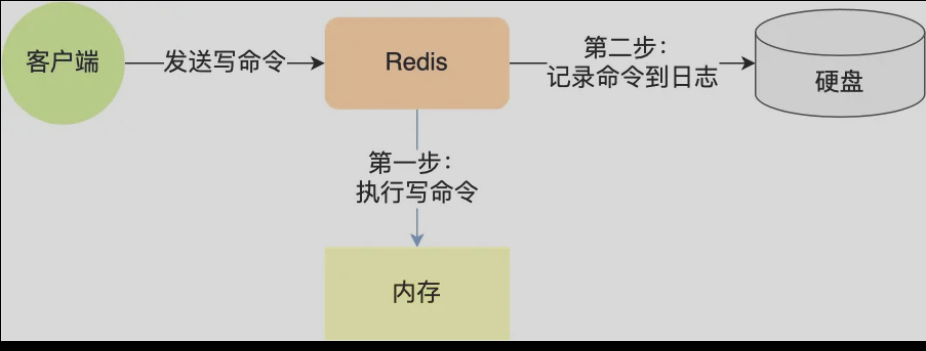 客户端
发送写命令
Redis
第二步：
记录命令到日志
硬盘
第一步：
执行写命令
内存